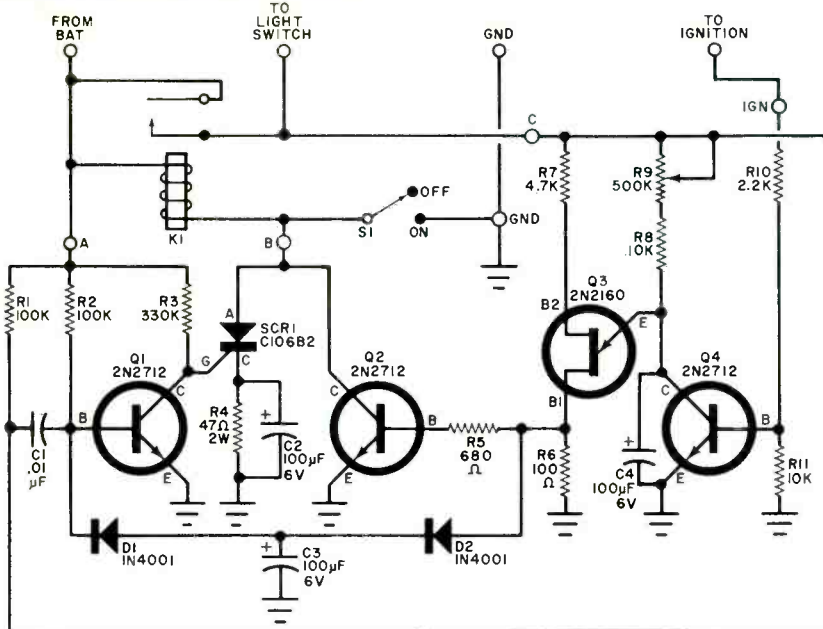 FROM
BAT
TO
LIGHT
SWITCH
GND
TO
IGNITION
IGN
C
R7
4.7K
R9
500K
R10
2.2K
OFF
S1
ON
GND
K1
R8
10K
A
B
R1
100K
R2
100K
R3
330K
A
SCR1
C106B2
Q3
2N2160
B2
E
Q1
2N2712
G
C
Q2
2N2712
Q4
2N2712
C
C
B1
C
B
R4
47Ω
2W
+
C2
100µF
6V
B
R5
680
Ω
R6
100
Ω
B
C1
.01
µF
E
E
+
C4
100µF
6V
E
R11
10K
D1
1N4001
+
C3
100µF
6V
D2
1N4001